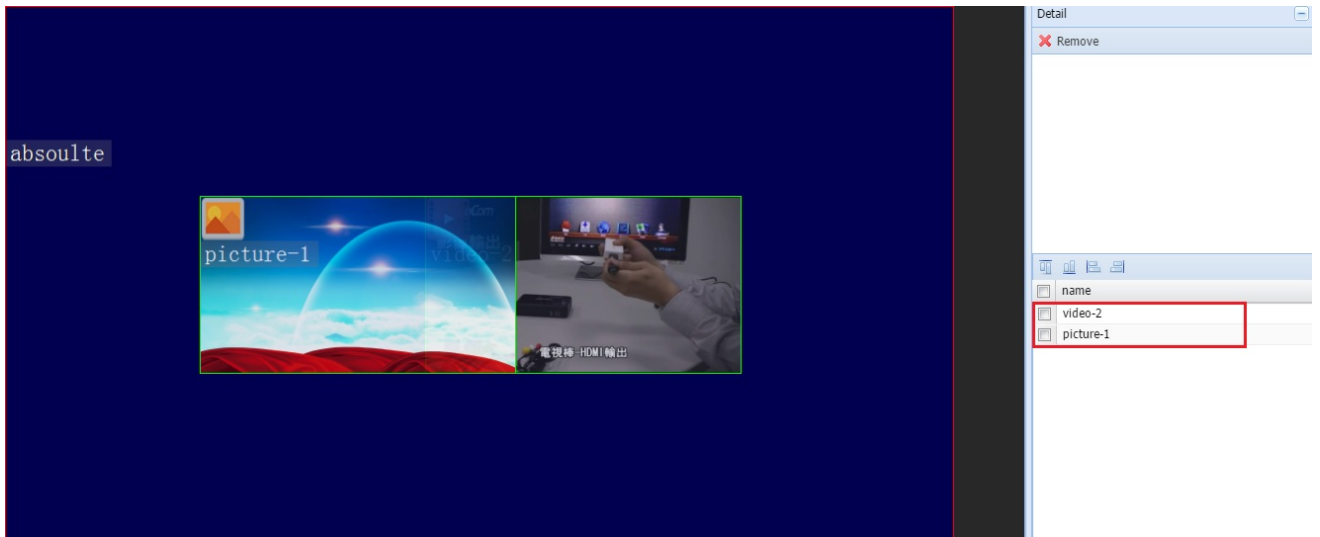 Detail
Remove
absoulte
picture-1
video-2
電視棒-HDMI輸出
name
video-2
picture-1